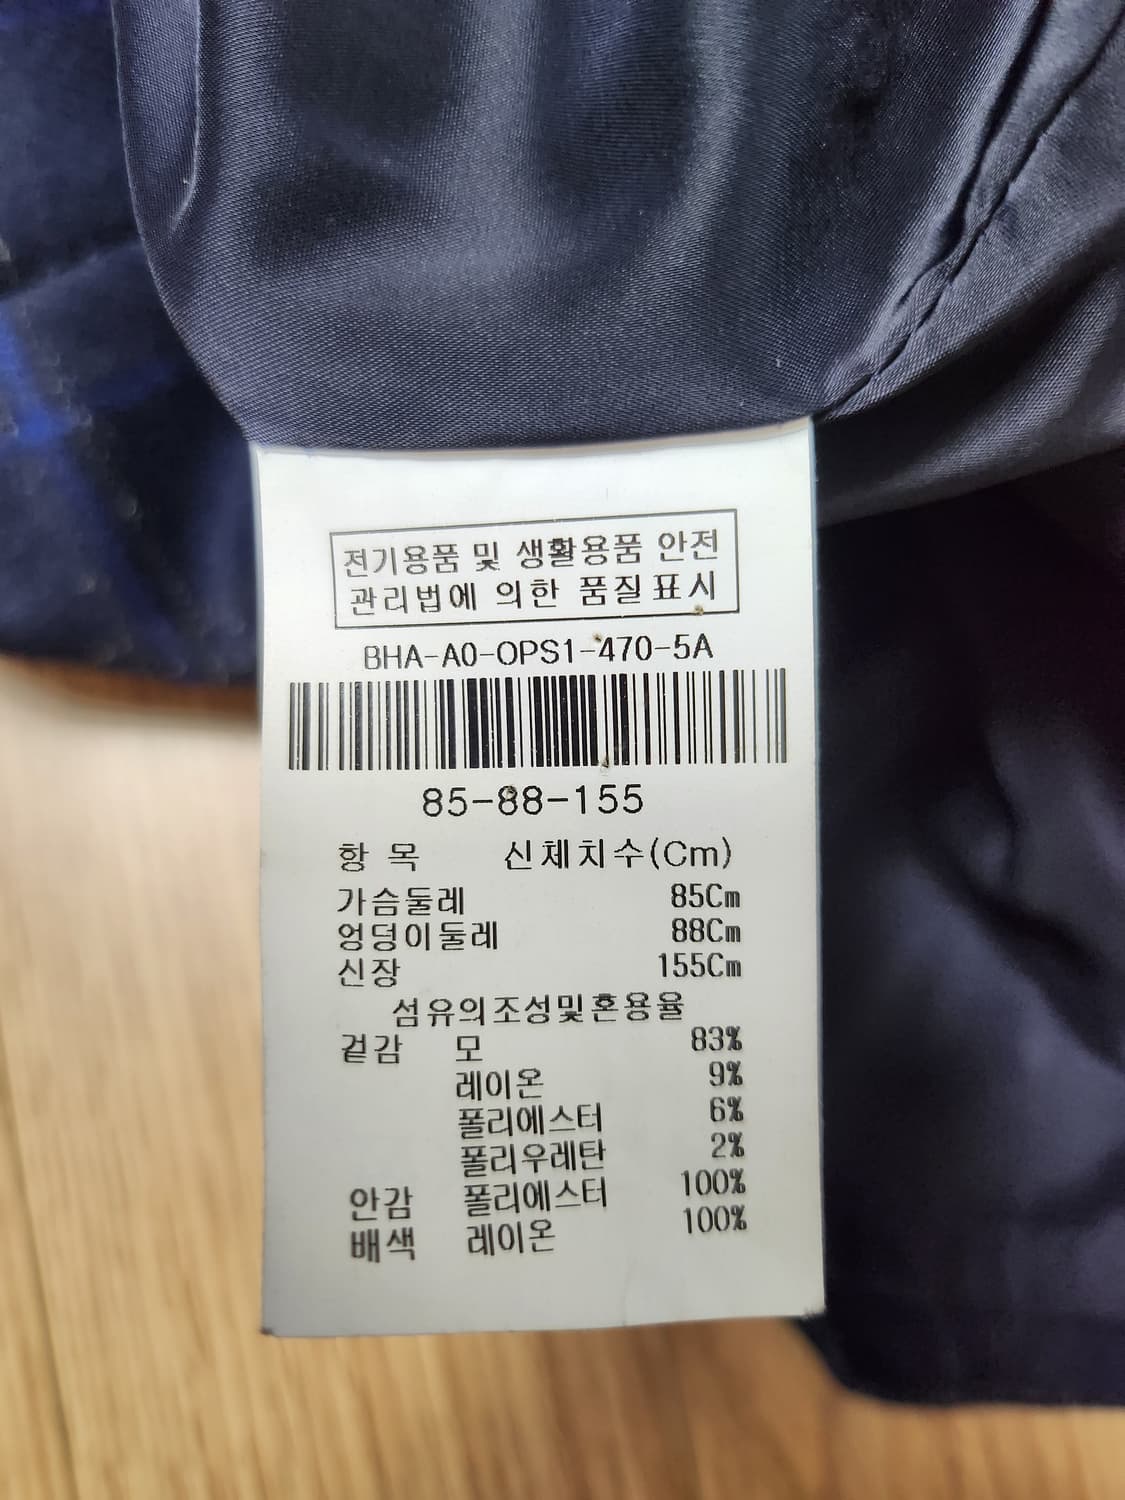 전기용품 및 생활용품 안전
관리법에 의한 품질표시
BHA-A0-OPS1-470-5A
85-88-155
항 목 신체치수(Cm)
가슴둘레 85Cm
엉덩이둘레 88Cm
신장 155Cm
섬유의조성및혼용율
겉감 모 83%
레이온 9%
폴리에스터 6%
폴리우레탄 2%
안감 폴리에스터 100%
배색 레이온 100%